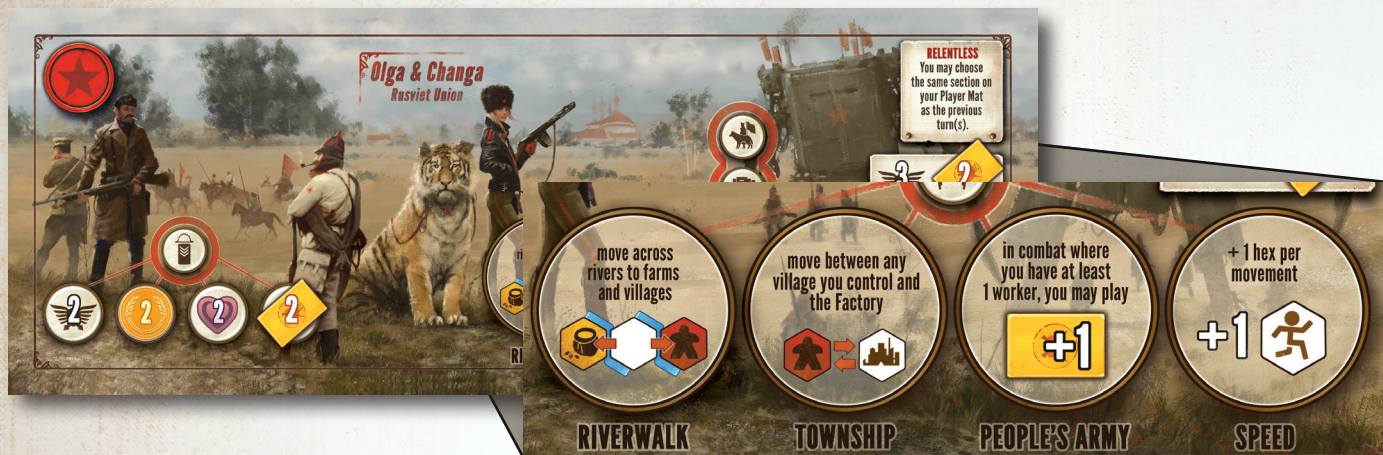 Olga & Changa
Rusviet Union
RELENTLESS
You may choose
the same section on
your Player Mat
as the previous
turn(s).
3
2
2
2
2
2
move across
rivers to farms
and villages
RIVERWALK
move between any
village you control and
the Factory
TOWNSHIP
in combat where
you have at least
1 worker, you may play
+1
PEOPLE'S ARMY
+ 1 hex per
movement
+1
SPEED